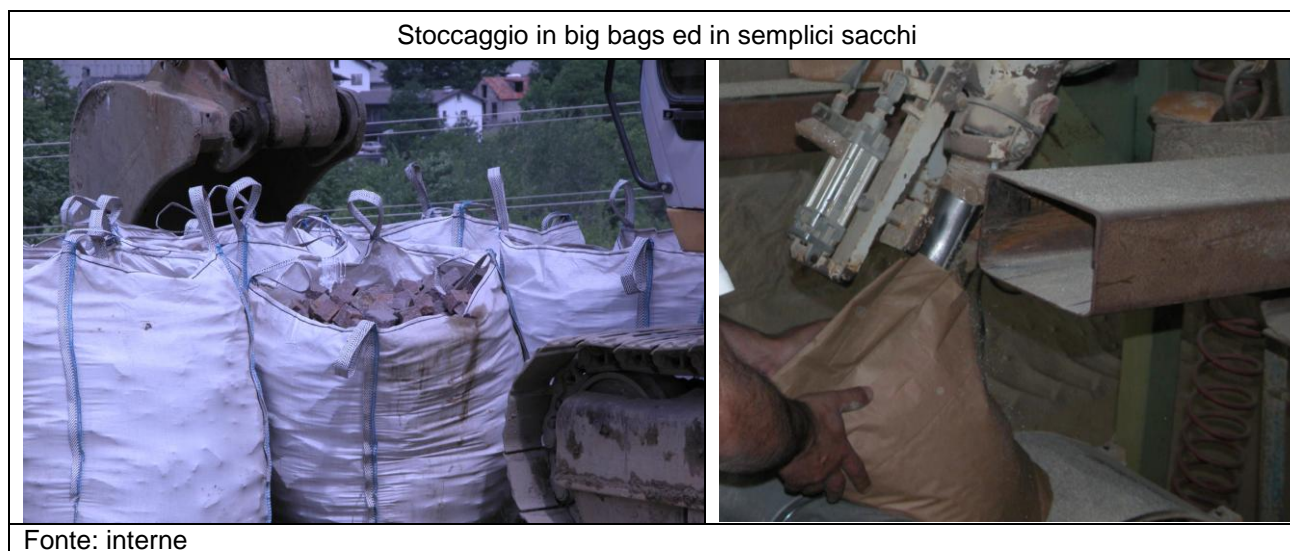 Stoccaggio in big bags ed in semplici sacchi
Fonte: interne